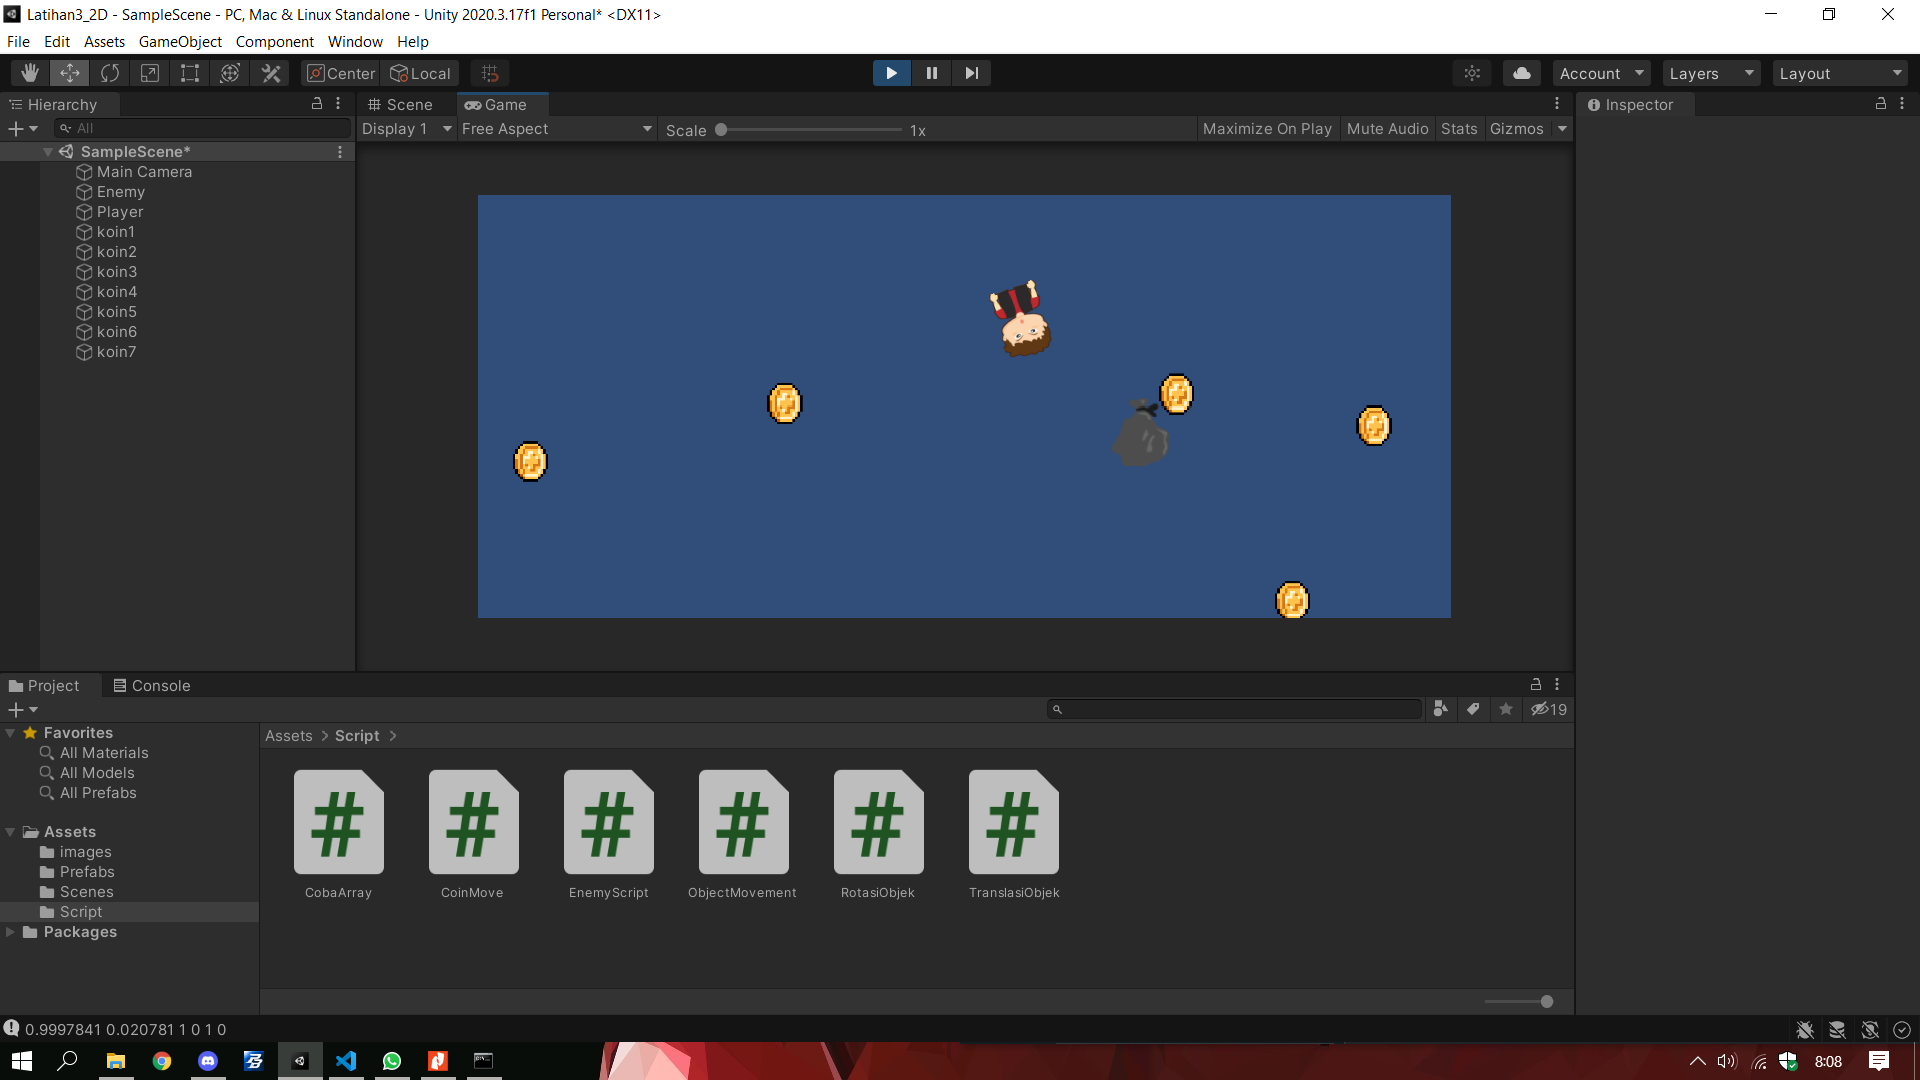 Latihan3_2D - SampleScene - PC, Mac & Linux Standalone - Unity 2020.3.17f1 Personal* <DX11>
File Edit Assets GameObject Component Window Help
Center Local Account Layers Layout
Hierarchy
All
SampleScene*
Main Camera
Enemy
Player
koin1
koin2
koin3
koin4
koin5
koin6
koin7
Scene Game
Display 1 Free Aspect Scale 1x Maximize On Play Mute Audio Stats Gizmos
Inspector
Project Console
19
Favorites
All Materials
All Models
All Prefabs
Assets
images
Prefabs
Scenes
Script
Packages
Assets > Script >
CobaArray CoinMove EnemyScript ObjectMovement RotasiObjek TranslasiObjek
0.9997841 0.020781 1 0 1 0
8:08